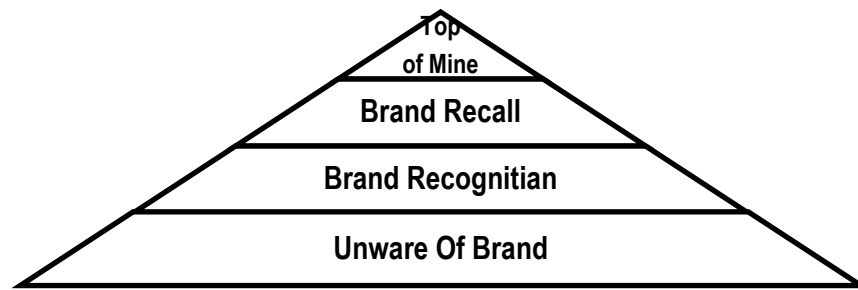 Top
of Mine
Brand Recall
Brand Recognitian
Unware Of Brand